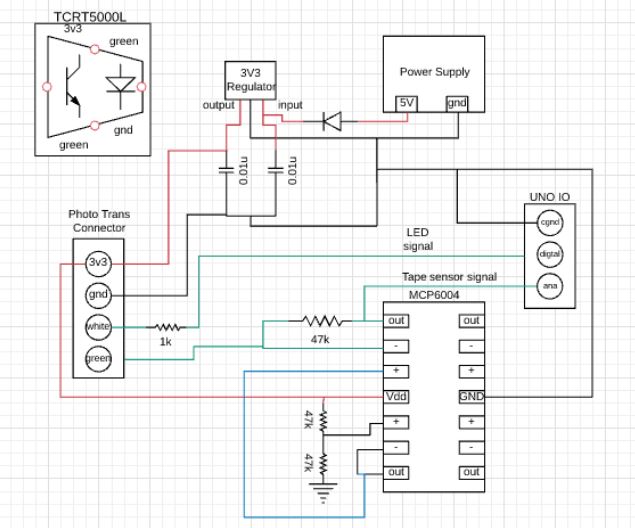 TCRT5000L
3v3
green
green
gnd
3V3
Regulator
output
input
Power Supply
5V
gnd
0.01u
0.01u
UNO IO
cgnd
digtal
ana
Photo Trans
Connector
3v3
gnd
white
green
LED
signal
Tape sensor signal
1k
47k
MCP6004
out
out
-
-
+
+
Vdd
GND
+
+
-
-
out
out
47k
47k